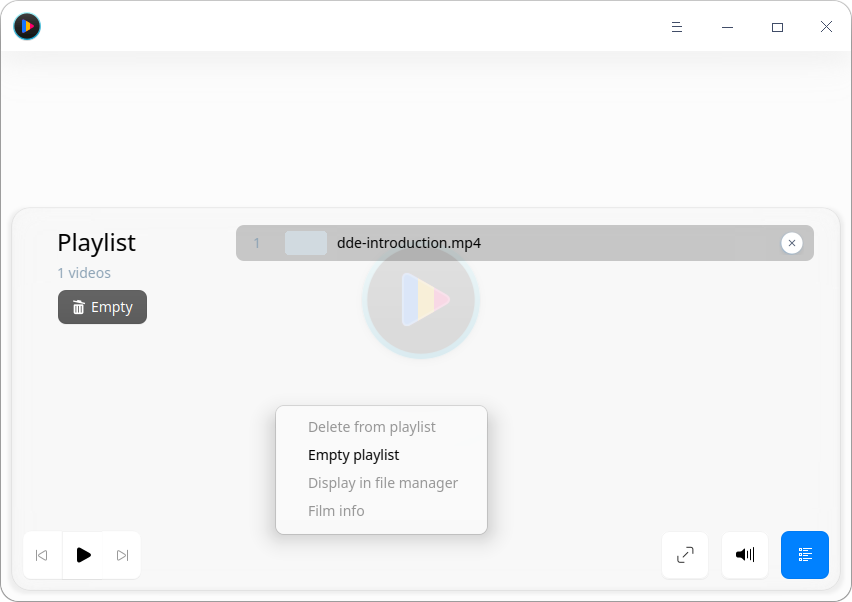 Playlist
1 videos
Empty
1 dde-introduction.mp4
Delete from playlist
Empty playlist
Display in file manager
Film info